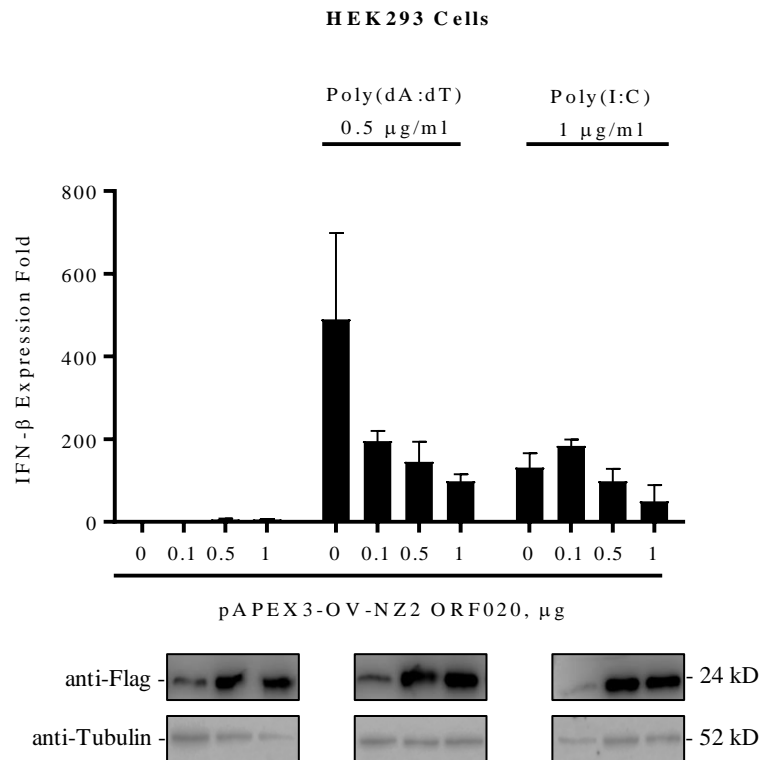 HEK293 Cells
Poly(dA:dT)
0.5 µg/ml
Poly(I:C)
1 µg/ml
IFN-β Expression Fold
800
600
400
200
0
0 0.1 0.5 1 0 0.1 0.5 1 0 0.1 0.5 1
pAPEX3-OV-NZ2 ORF020, µg
anti-Flag - - 24 kD
anti-Tubulin - - 52 kD